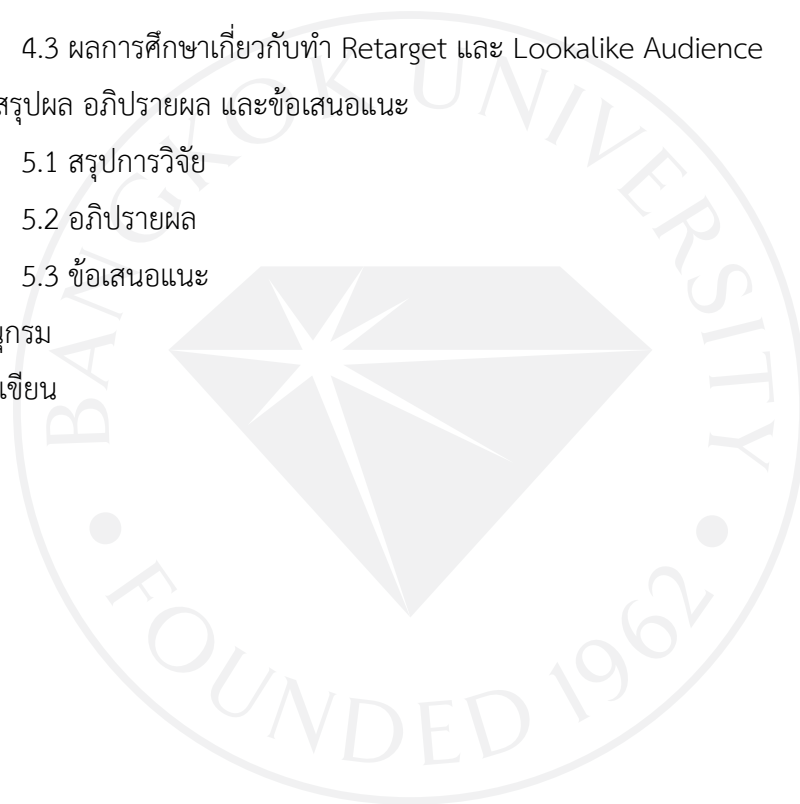 4.3 ผลการศึกษาเกี่ยวกับทำ Retarget และ Lookalike Audience
สรุปผล อภิปรายผล และข้อเสนอแนะ
5.1 สรุปการวิจัย
5.2 อภิปรายผล
5.3 ข้อเสนอแนะ
นุกรม
เขียน
BANGKOK UNIVERSITY
FOUNDED 1962